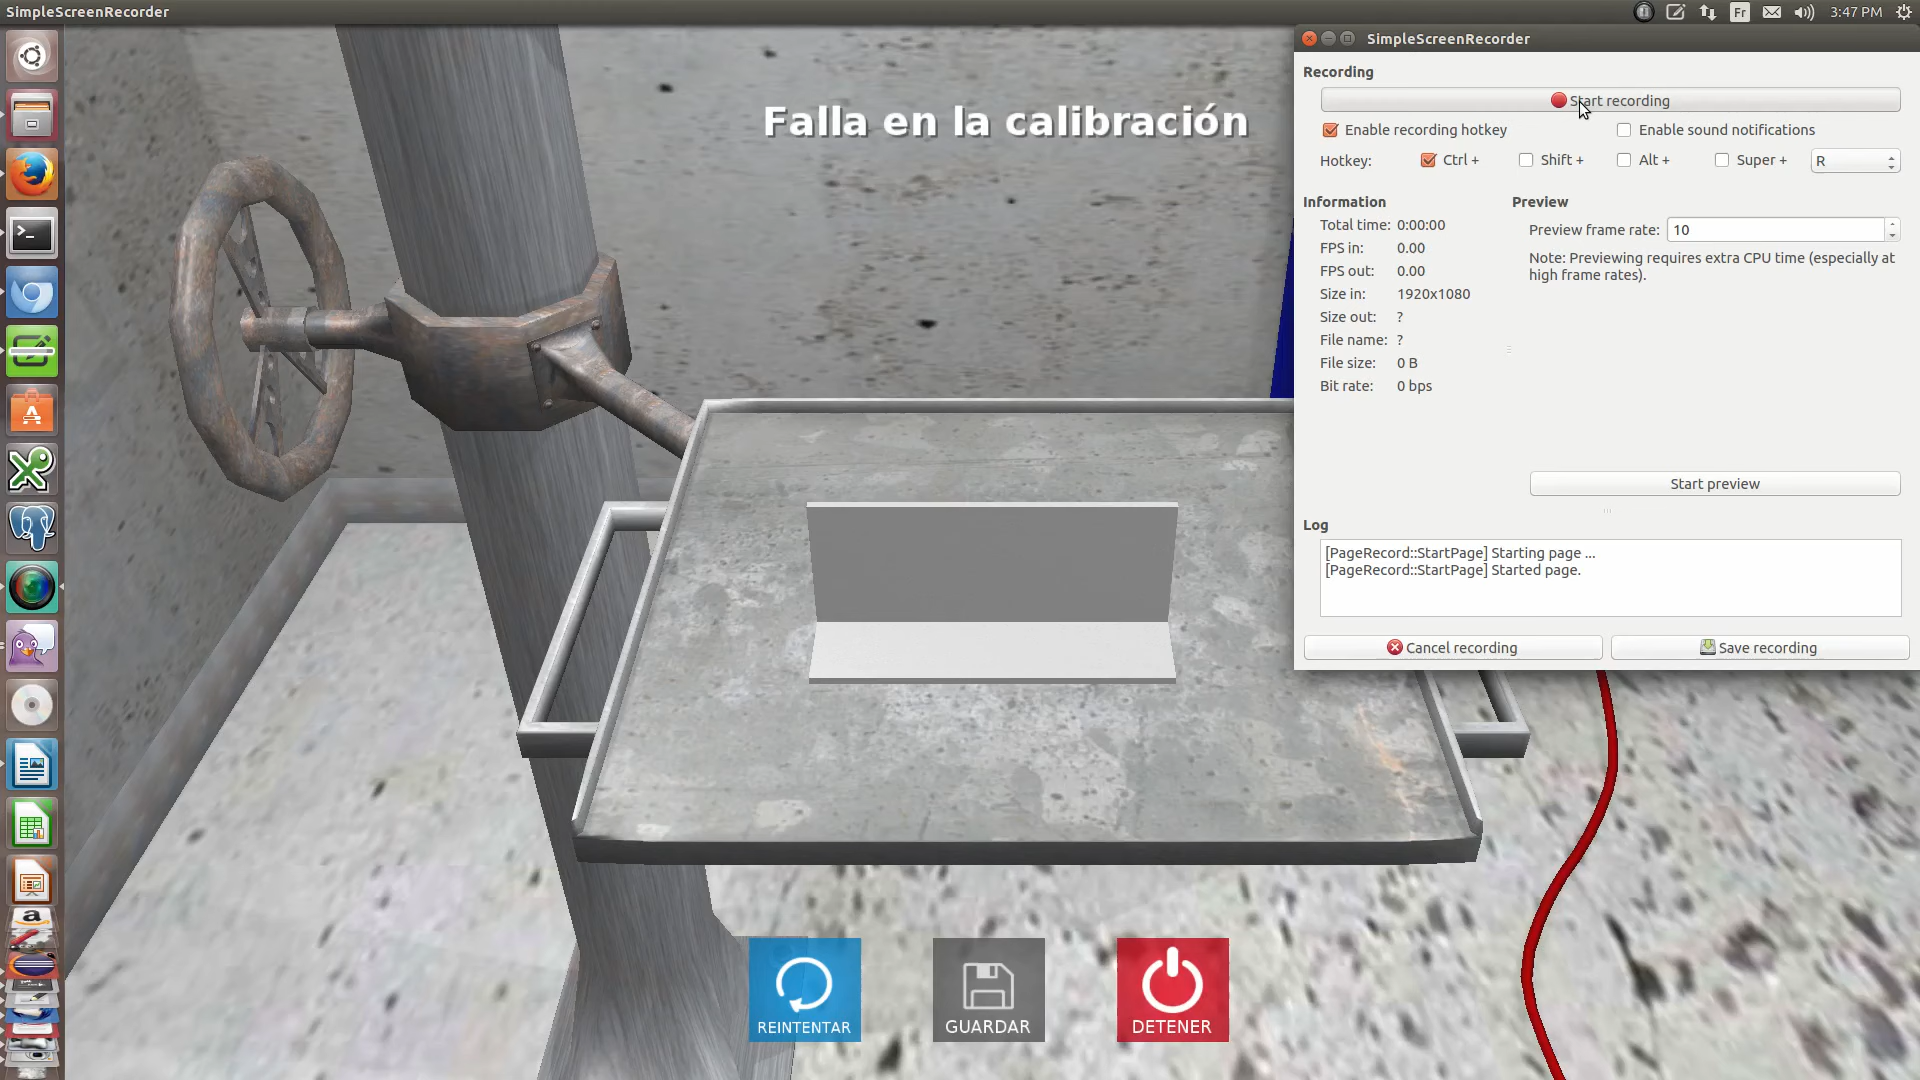 SimpleScreenRecorder
Fr
3:47 PM
SimpleScreenRecorder
Recording
Start recording
Enable recording hotkey
Enable sound notifications
Hotkey:
Ctrl +
Shift +
Alt +
Super +
R
Information
Total time: 0:00:00
FPS in: 0.00
FPS out: 0.00
Size in: 1920x1080
Size out: ?
File name: ?
File size: 0 B
Bit rate: 0 bps
Preview
Preview frame rate: 10
Note: Previewing requires extra CPU time (especially at
high frame rates).
Start preview
Log
[PageRecord::StartPage] Starting page ...
[PageRecord::StartPage] Started page.
Cancel recording
Save recording
Falla en la calibración
REINTENTAR
GUARDAR
DETENER